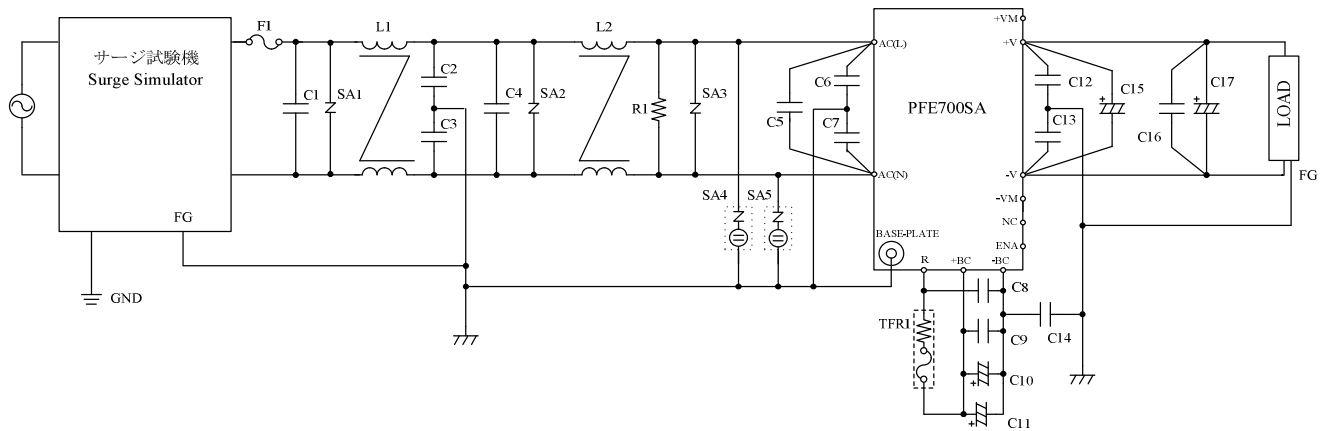 サージ試験機
Surge Simulator
FG
GND
F1
C1
SA1
L1
C2
C3
C4
SA2
L2
R1
SA3
SA4
SA5
C5
C6
C7
AC(L)
AC(N)
PFE700SA
BASE-PLATE
+VM
+V
-V
-VM
NC
ENA
R
+BC
-BC
C8
C9
C10
C11
TFR1
C14
C12
C13
C15
C16
C17
LOAD
FG